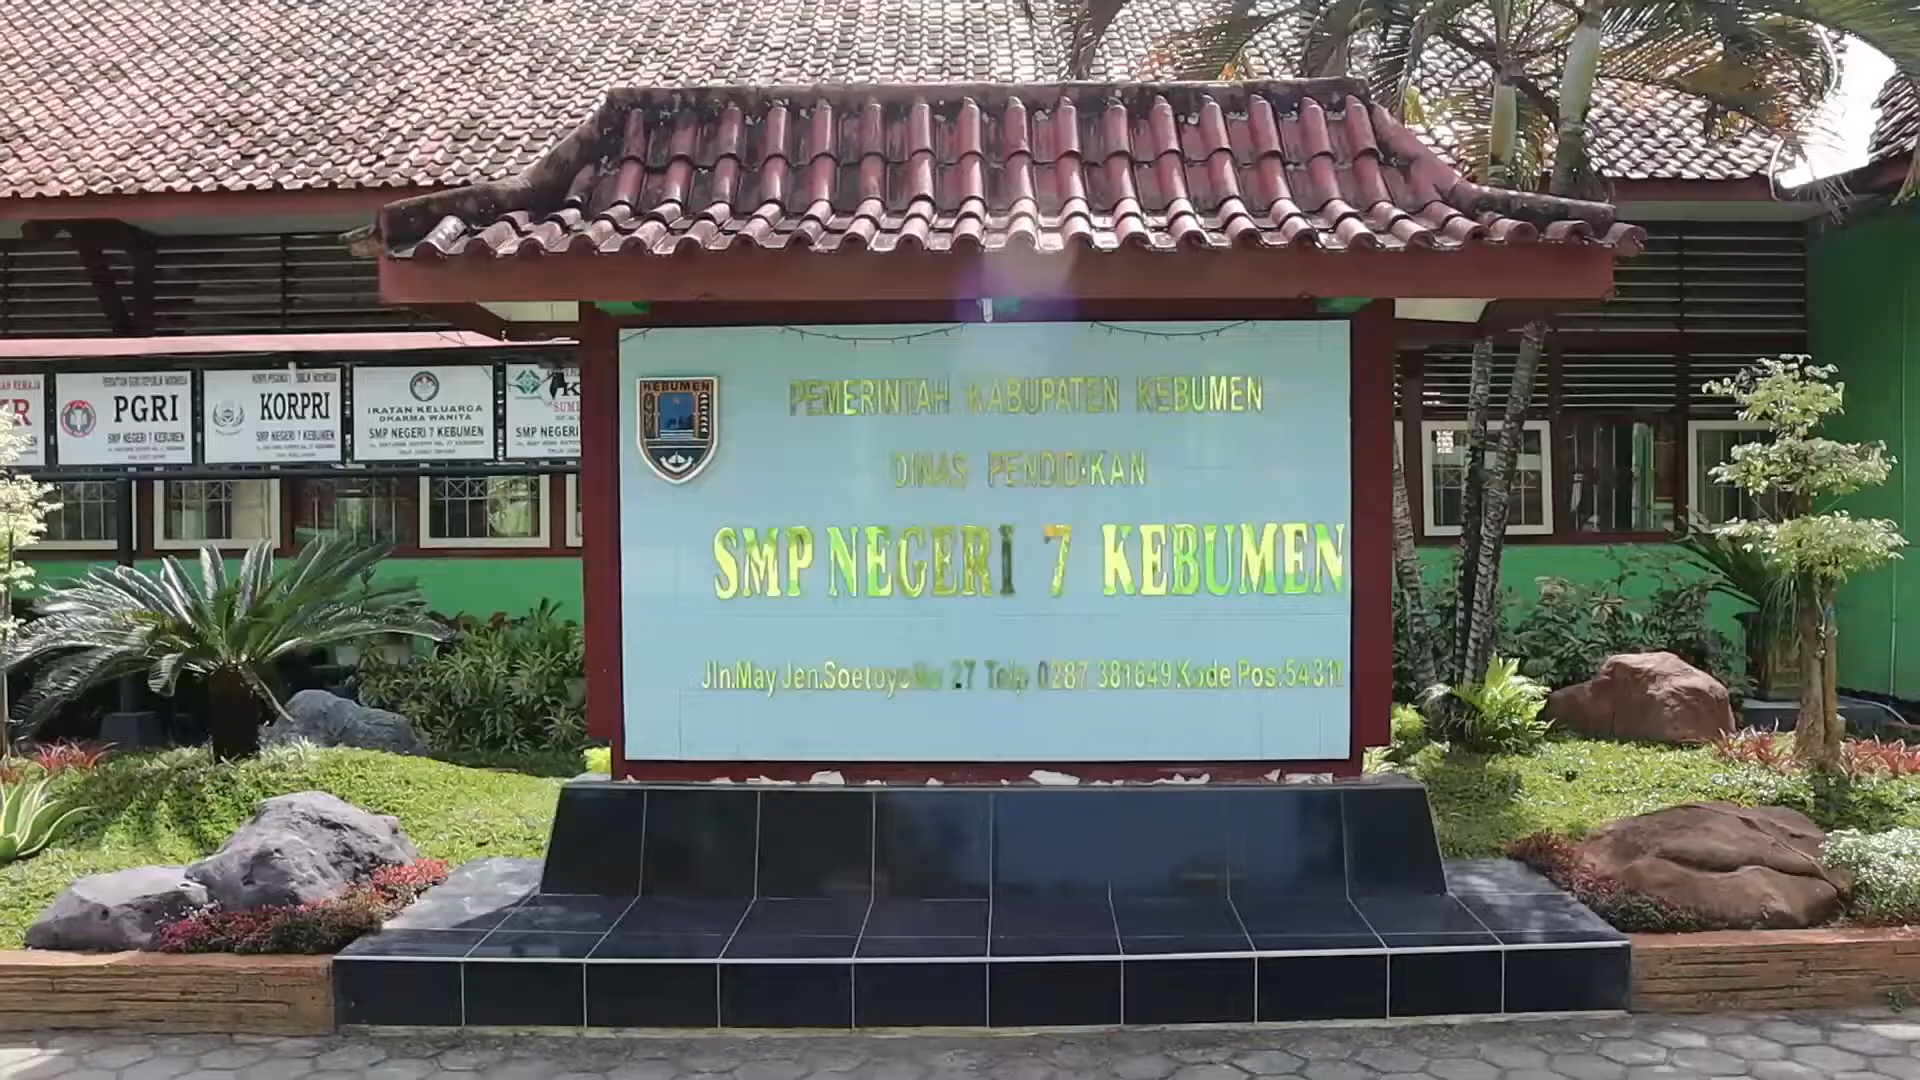 PEMERINTAH KABUPATEN KEBUMEN
DINAS PENDIDIKAN
SMP NEGERI 7 KEBUMEN
Jln.May Jen.Soetoyo No 27 Telp 0287 381649.Kode Pos:54311
KEBUMEN
PGRI
SMP NEGERI 7 KEBUMEN
KORPRI
SMP NEGERI 7 KEBUMEN
IKATAN KELUARGA
DHARMA WANITA
SMP NEGERI 7 KEBUMEN
SMP NEGERI